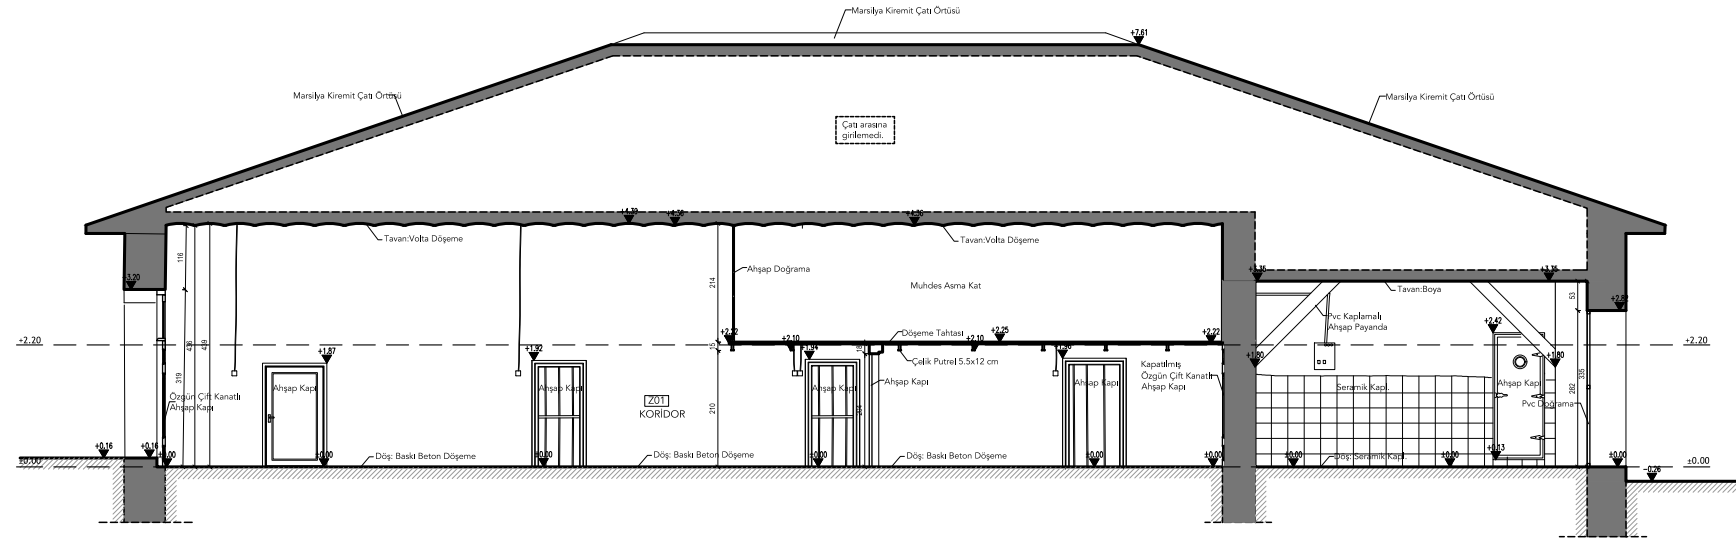 Marsilya Kiremit Çatı Örtüsü
+7.61
Marsilya Kiremit Çatı Örtüsü
Marsilya Kiremit Çatı Örtüsü
Çatı arasına
girilemedi.
+4.39
+4.38
+4.36
Tavan:Volta Döşeme
Tavan:Volta Döşeme
116
+3.20
Ahşap Doğrama
214
Muhdes Asma Kat
+3.35
+3.35
Tavan:Boya
53
+2.82
Pvc Kaplamalı
Ahşap Payanda
+2.20
436
439
+2.22
+2.10
Döşeme Tahtası
+2.25
+2.10
+2.22
+2.42
+2.20
15
18
+1.87
+1.92
+1.94
Çelik Putrel 5.5x12 cm
+1.96
Kapatılmış
Özgün Çift Kanatlı
Ahşap Kapı
+1.80
+1.80
335
319
Özgün Çift Kanatlı
Ahşap Kapı
Ahşap Kapı
Ahşap Kapı
Ahşap Kapı
Ahşap Kapı
Ahşap Kapı
Seramik Kapl.
Ahşap Kapı
282
Pvc Doğrama
Z01
KORİDOR
210
204
+0.16
+0.16
±0.00
±0.00
±0.00
Döş: Baskı Beton Döşeme
±0.00
Döş: Baskı Beton Döşeme
±0.00
Döş: Baskı Beton Döşeme
±0.00
±0.00
±0.00
Döş: Seramik Kapl.
±0.00
+0.13
±0.00
±0.00
-0.26